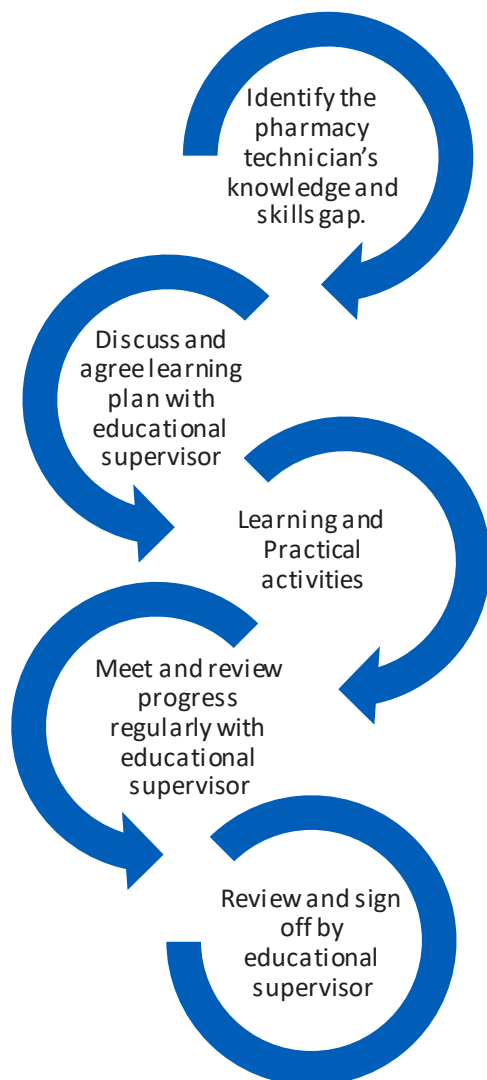 Identify the
pharmacy
technician’s
knowledge and
skills gap.
Discuss and
agree learning
plan with
educational
supervisor
Learning and
Practical
activities
Meet and review
progress
regularly with
educational
supervisor
Review and sign
off by
educational
supervisor